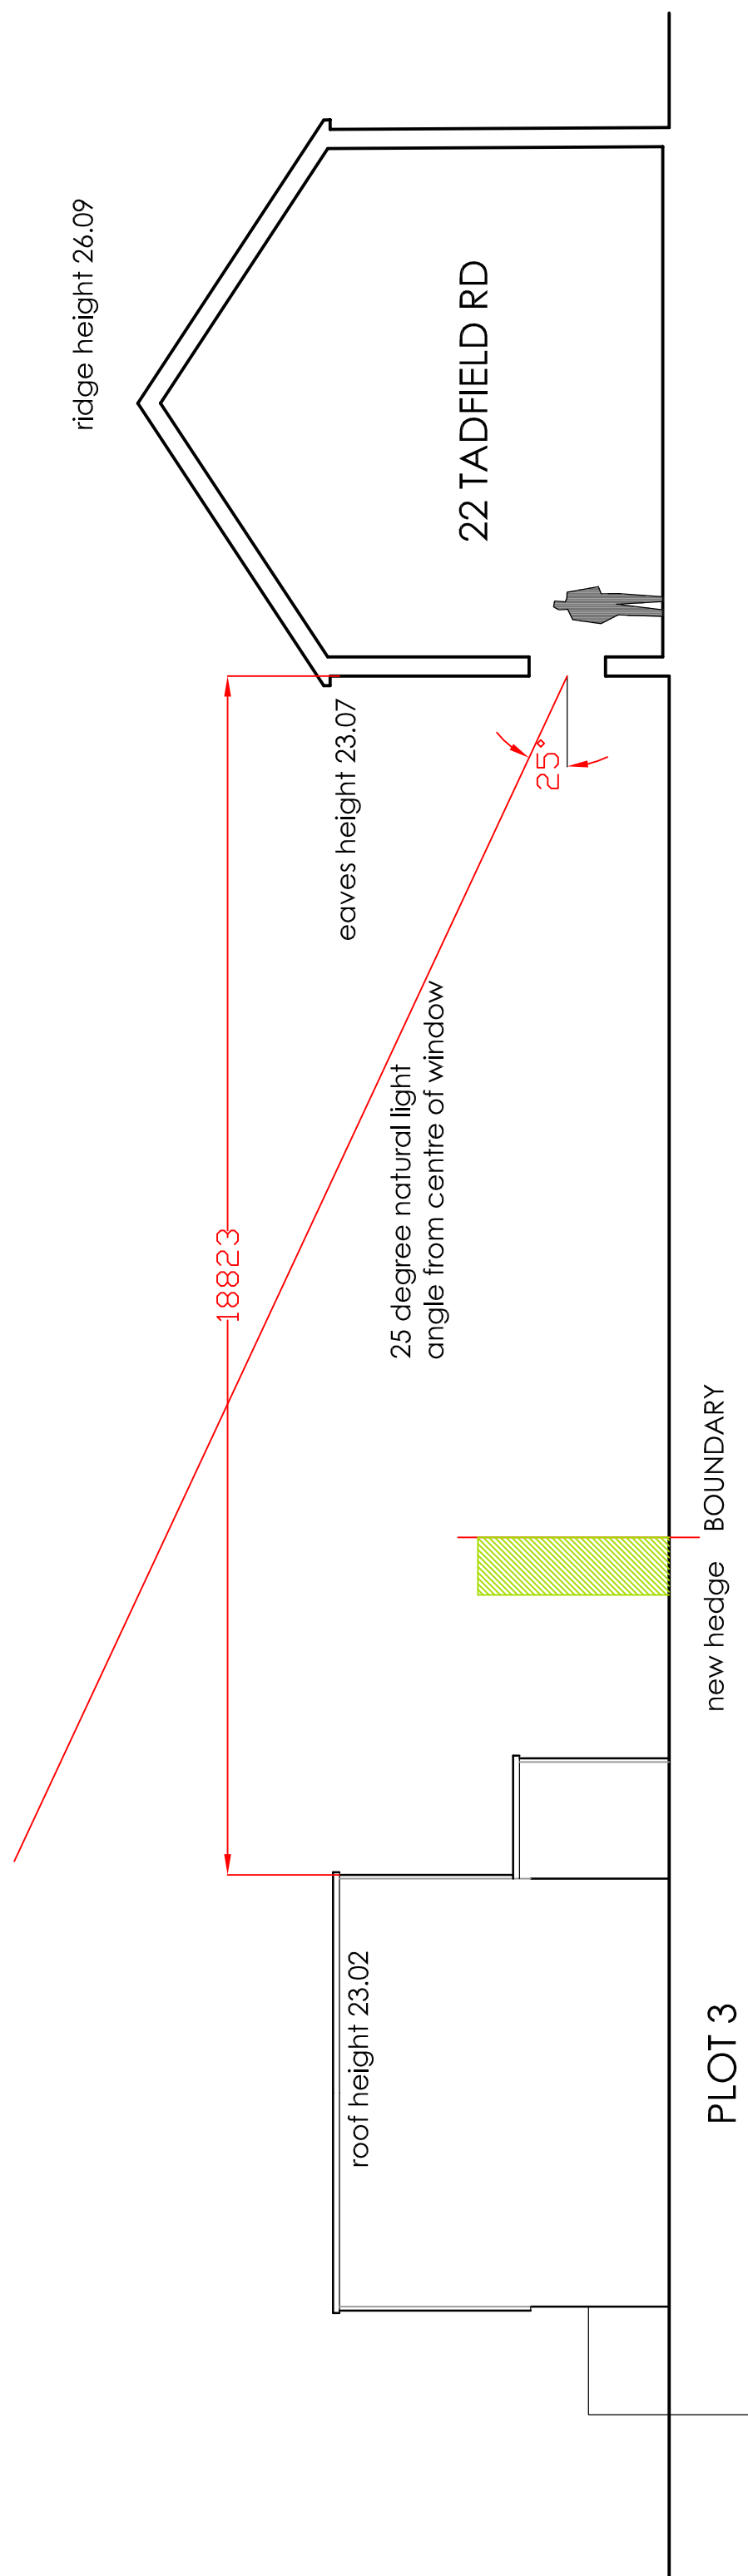 ridge height 26.09
22 TADFIELD RD
eaves height 23.07
25°
18823
25 degree natural light
angle from centre of window
BOUNDARY
new hedge
roof height 23.02
PLOT 3